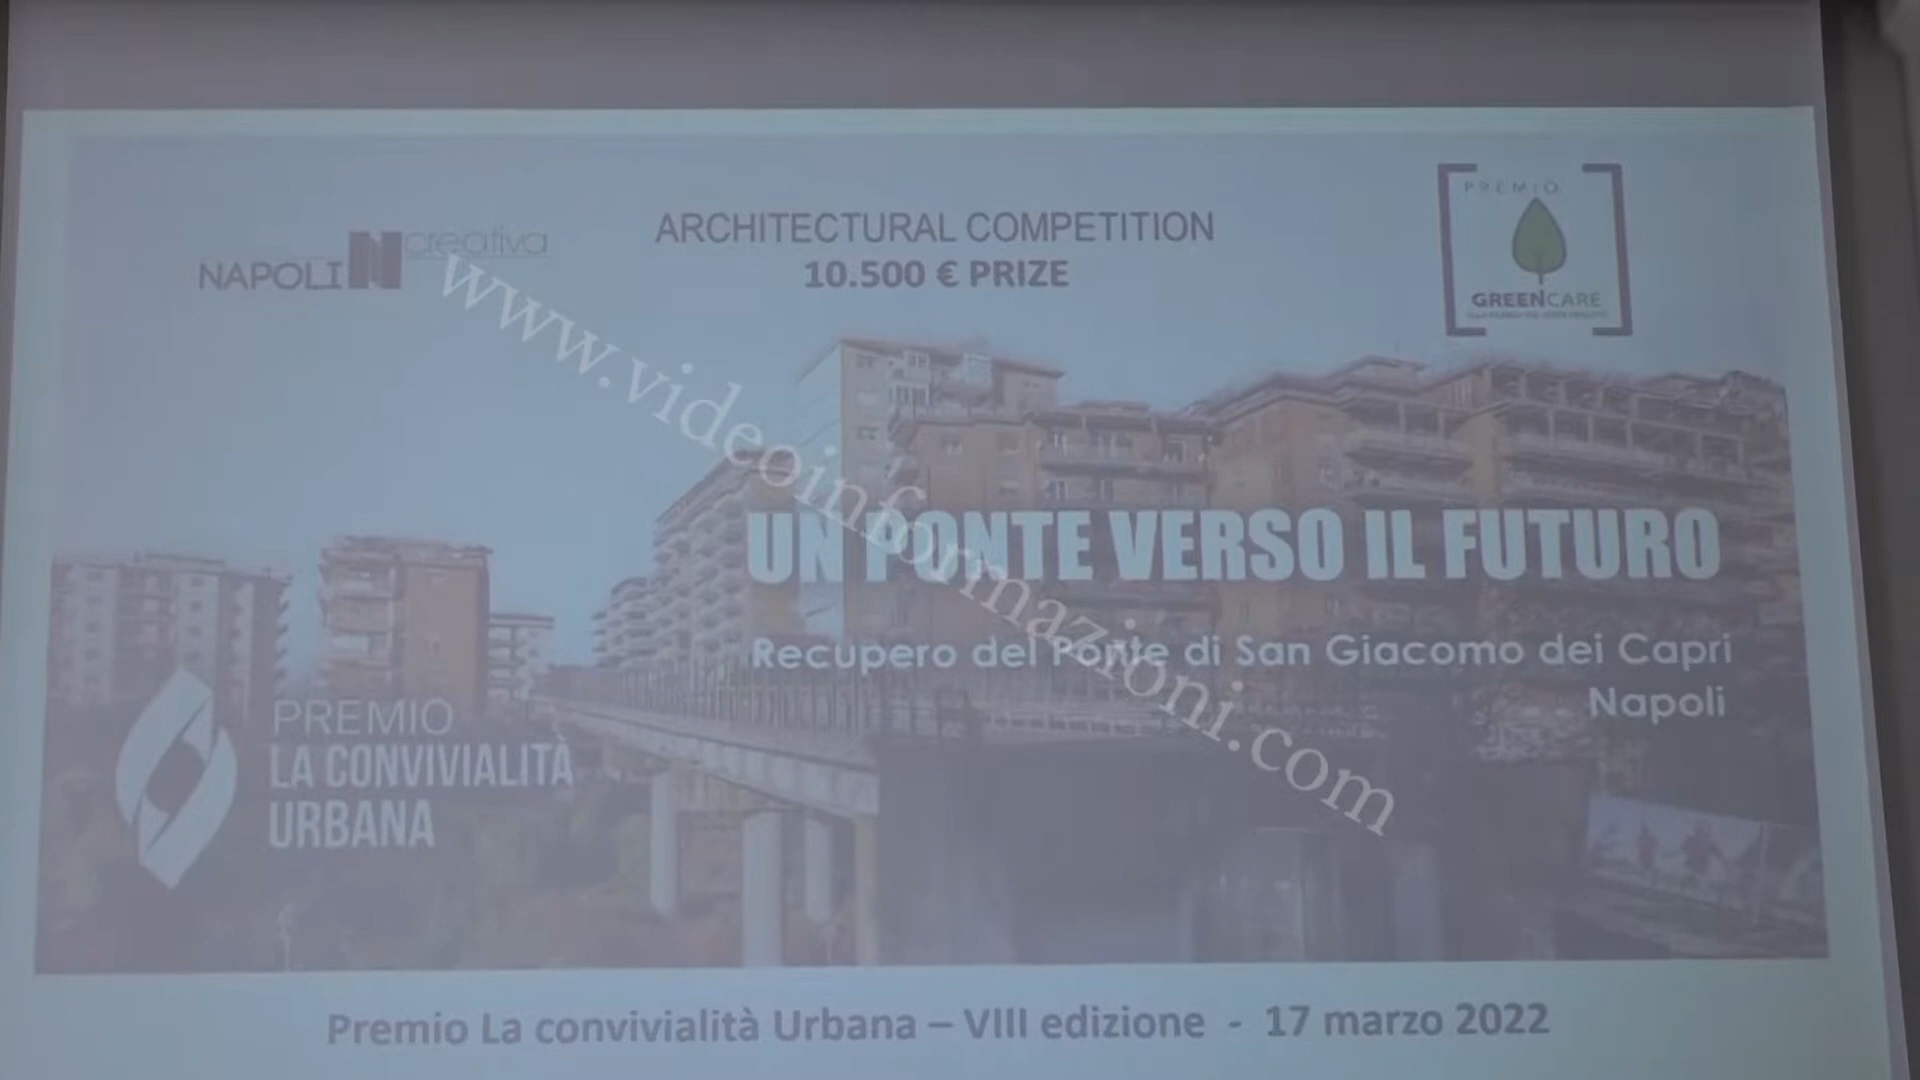 NAPOLI N creativa
ARCHITECTURAL COMPETITION
10.500 € PRIZE
PREMIO
GREENCARE
UN PONTE VERSO IL FUTURO
Recupero del Ponte di San Giacomo dei Capri
Napoli
PREMIO
LA CONVIVIALITÀ
URBANA
www.videoinformazioni.com
Premio La convivialità Urbana – VIII edizione - 17 marzo 2022